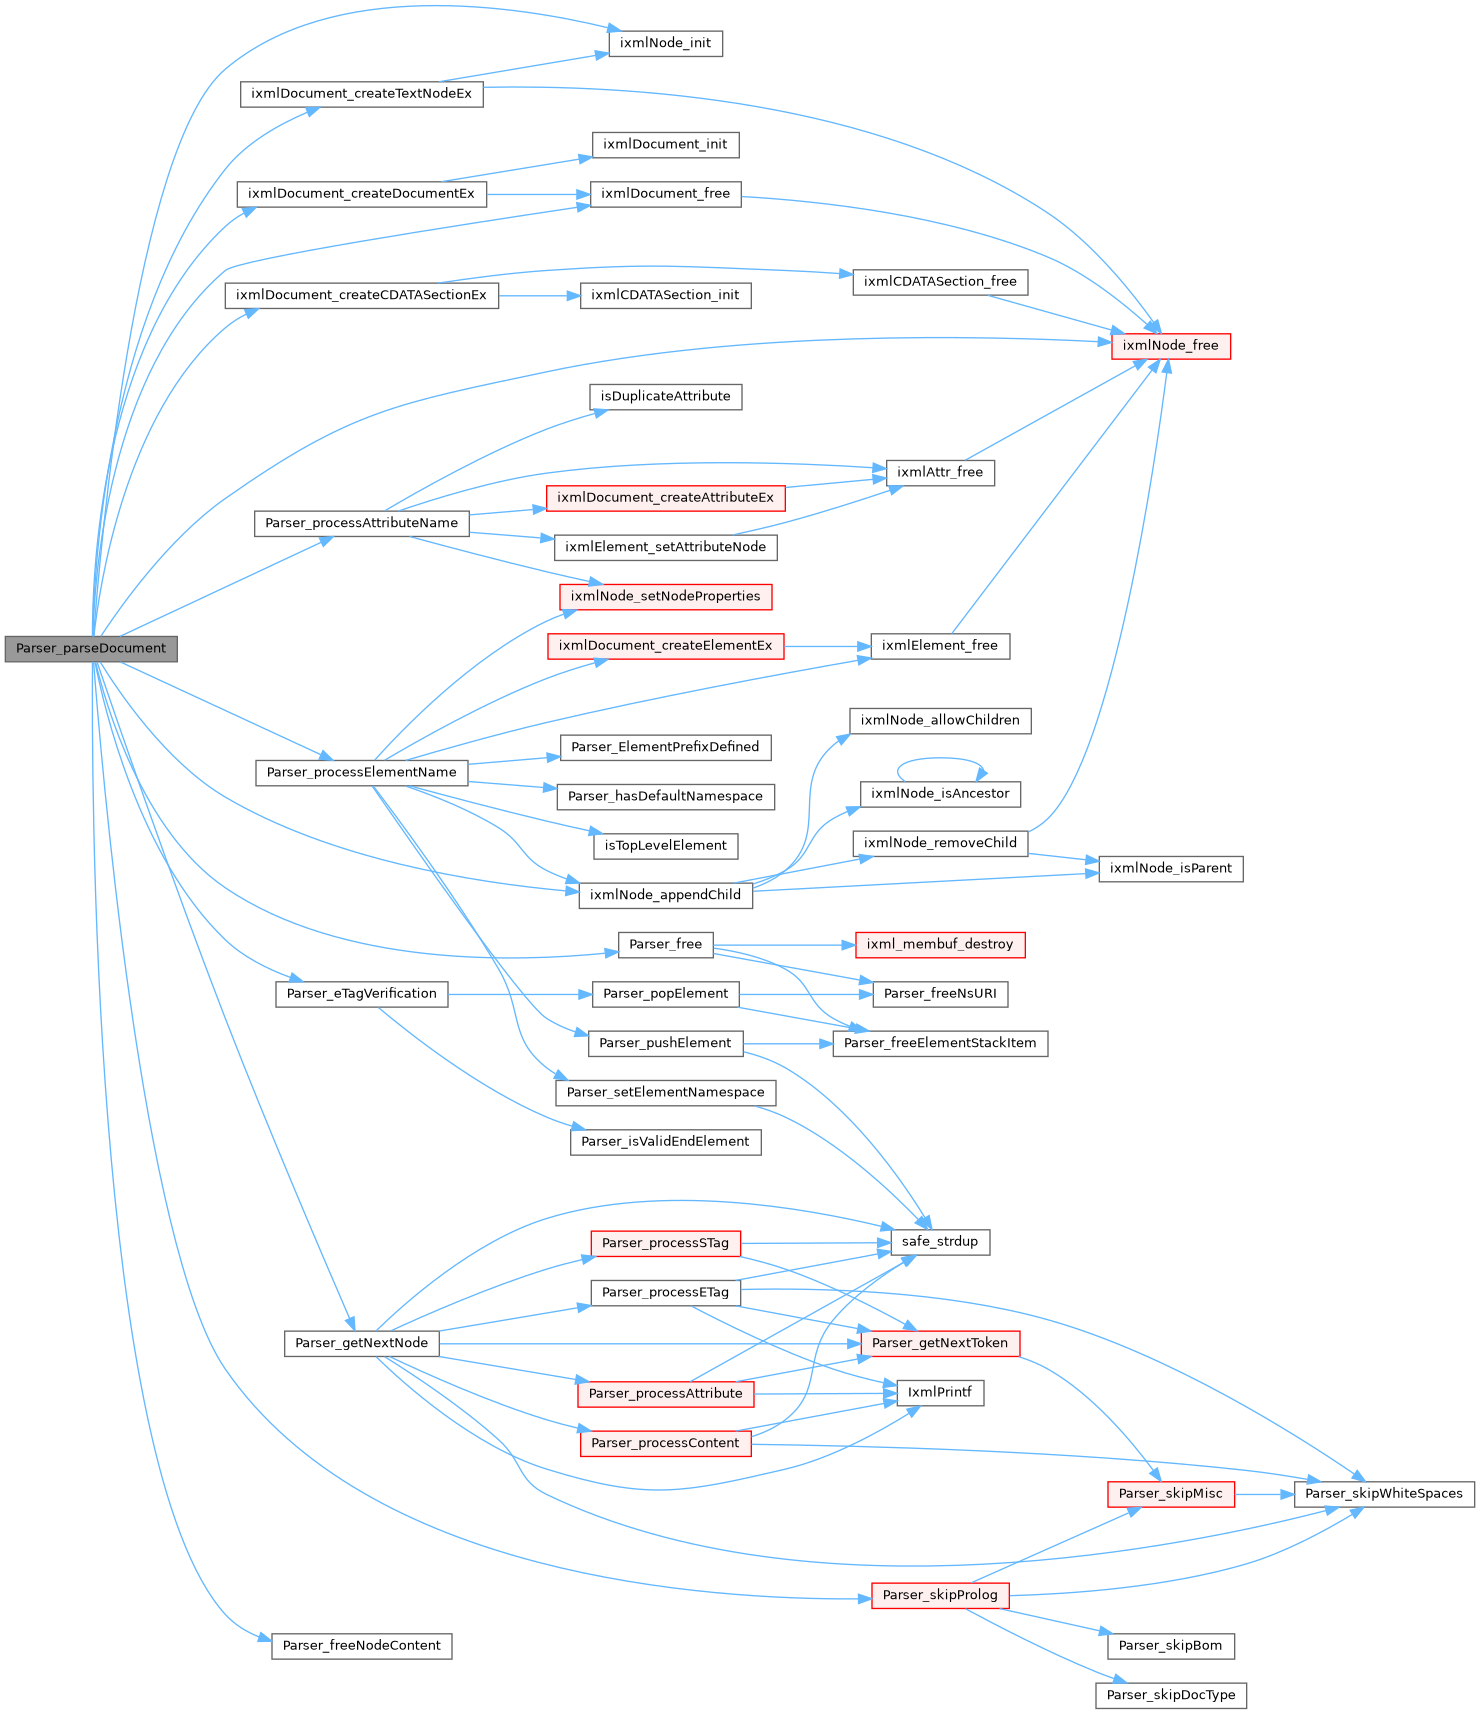 ixmlNode_init
ixmlDocument_createTextNodeEx
ixmlDocument_init
ixmlDocument_createDocumentEx
ixmlDocument_free
ixmlCDATASection_free
ixmlDocument_createCDATASectionEx
ixmlCDATASection_init
ixmlNode_free
isDuplicateAttribute
ixmlAttr_free
ixmlDocument_createAttributeEx
Parser_processAttributeName
ixmlElement_setAttributeNode
ixmlNode_setNodeProperties
Parser_parseDocument
ixmlDocument_createElementEx
ixmlElement_free
ixmlNode_allowChildren
Parser_ElementPrefixDefined
Parser_processElementName
Parser_hasDefaultNamespace
ixmlNode_isAncestor
isTopLevelElement
ixmlNode_removeChild
ixmlNode_isParent
ixmlNode_appendChild
Parser_free
ixml_membuf_destroy
Parser_eTagVerification
Parser_popElement
Parser_freeNsURI
Parser_pushElement
Parser_freeElementStackItem
Parser_setElementNamespace
Parser_isValidEndElement
safe_strdup
Parser_processSTag
Parser_processETag
Parser_getNextNode
Parser_getNextToken
Parser_processAttribute
IxmlPrintf
Parser_processContent
Parser_skipMisc
Parser_skipWhiteSpaces
Parser_skipProlog
Parser_freeNodeContent
Parser_skipBom
Parser_skipDocType